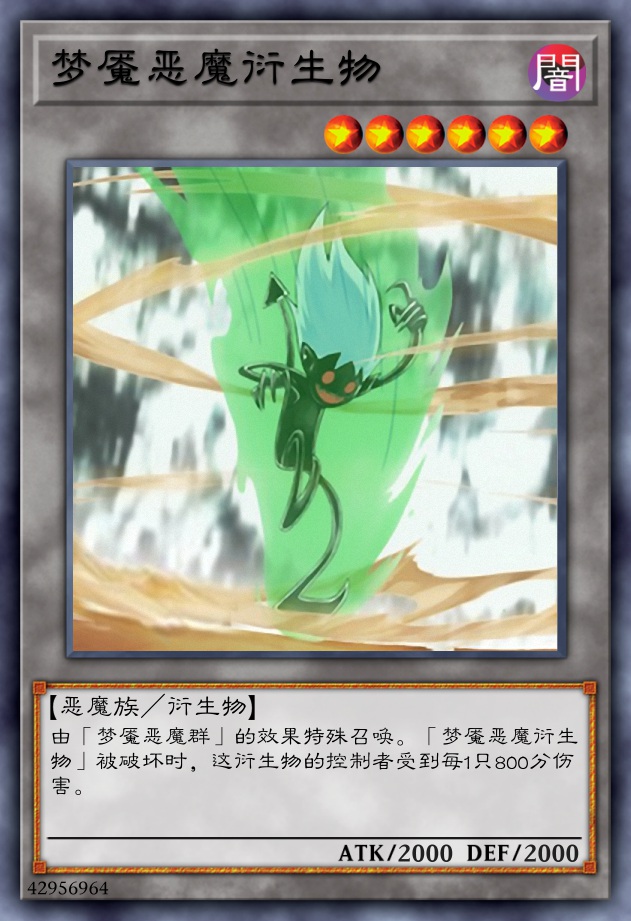 梦魇恶魔衍生物
闇
【恶魔族／衍生物】
由「梦魇恶魔群」的效果特殊召唤。「梦魇恶魔衍生
物」被破坏时，这衍生物的控制者受到每1只800分伤
害。
ATK/2000 DEF/2000
42956964